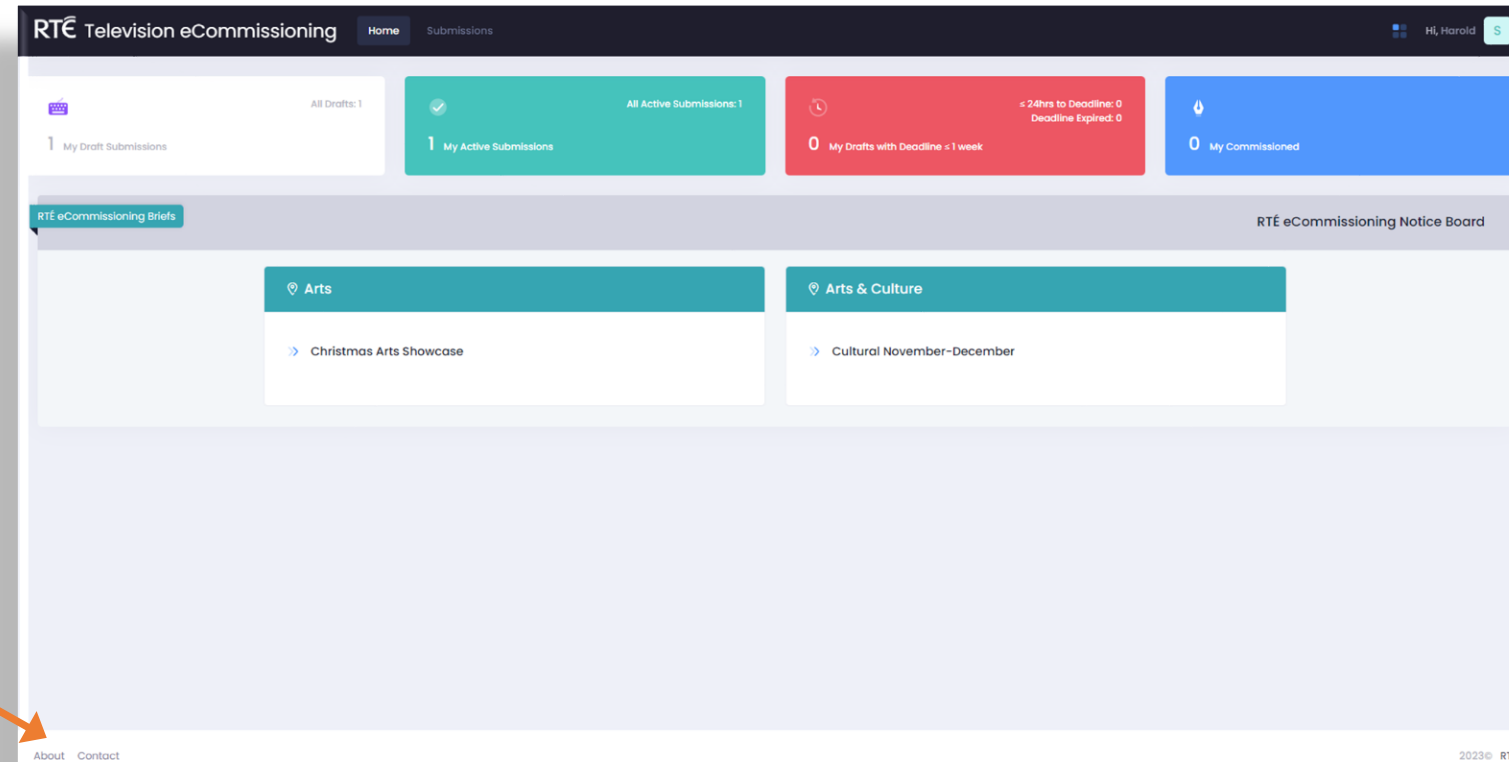 RTÉ Television eCommissioning Home Submissions Hi, Harold S
All Drafts: 1
1 My Draft Submissions
All Active Submissions: 1
1 My Active Submissions
≤ 24hrs to Deadline: 0
Deadline Expired: 0
0 My Drafts with Deadline ≤ 1 week
0 My Commissioned
RTÉ eCommissioning Briefs
RTÉ eCommissioning Notice Board
Arts
Christmas Arts Showcase
Arts & Culture
Cultural November-December
About Contact
2023©